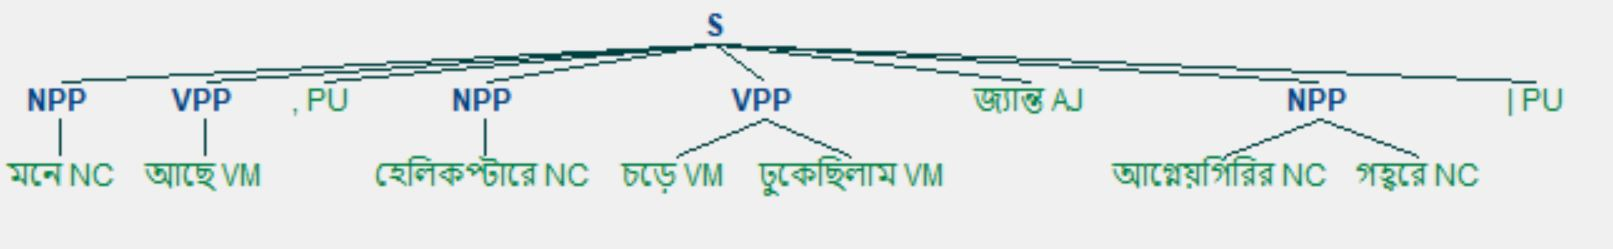 S
NPP VPP , PU NPP VPP জ্যান্ত AJ NPP | PU
মনে NC আছে VM হেলিকপ্টারে NC চড়ে VM ঢুকেছিলাম VM আগ্নেয়গিরির NC গহ্বরে NC